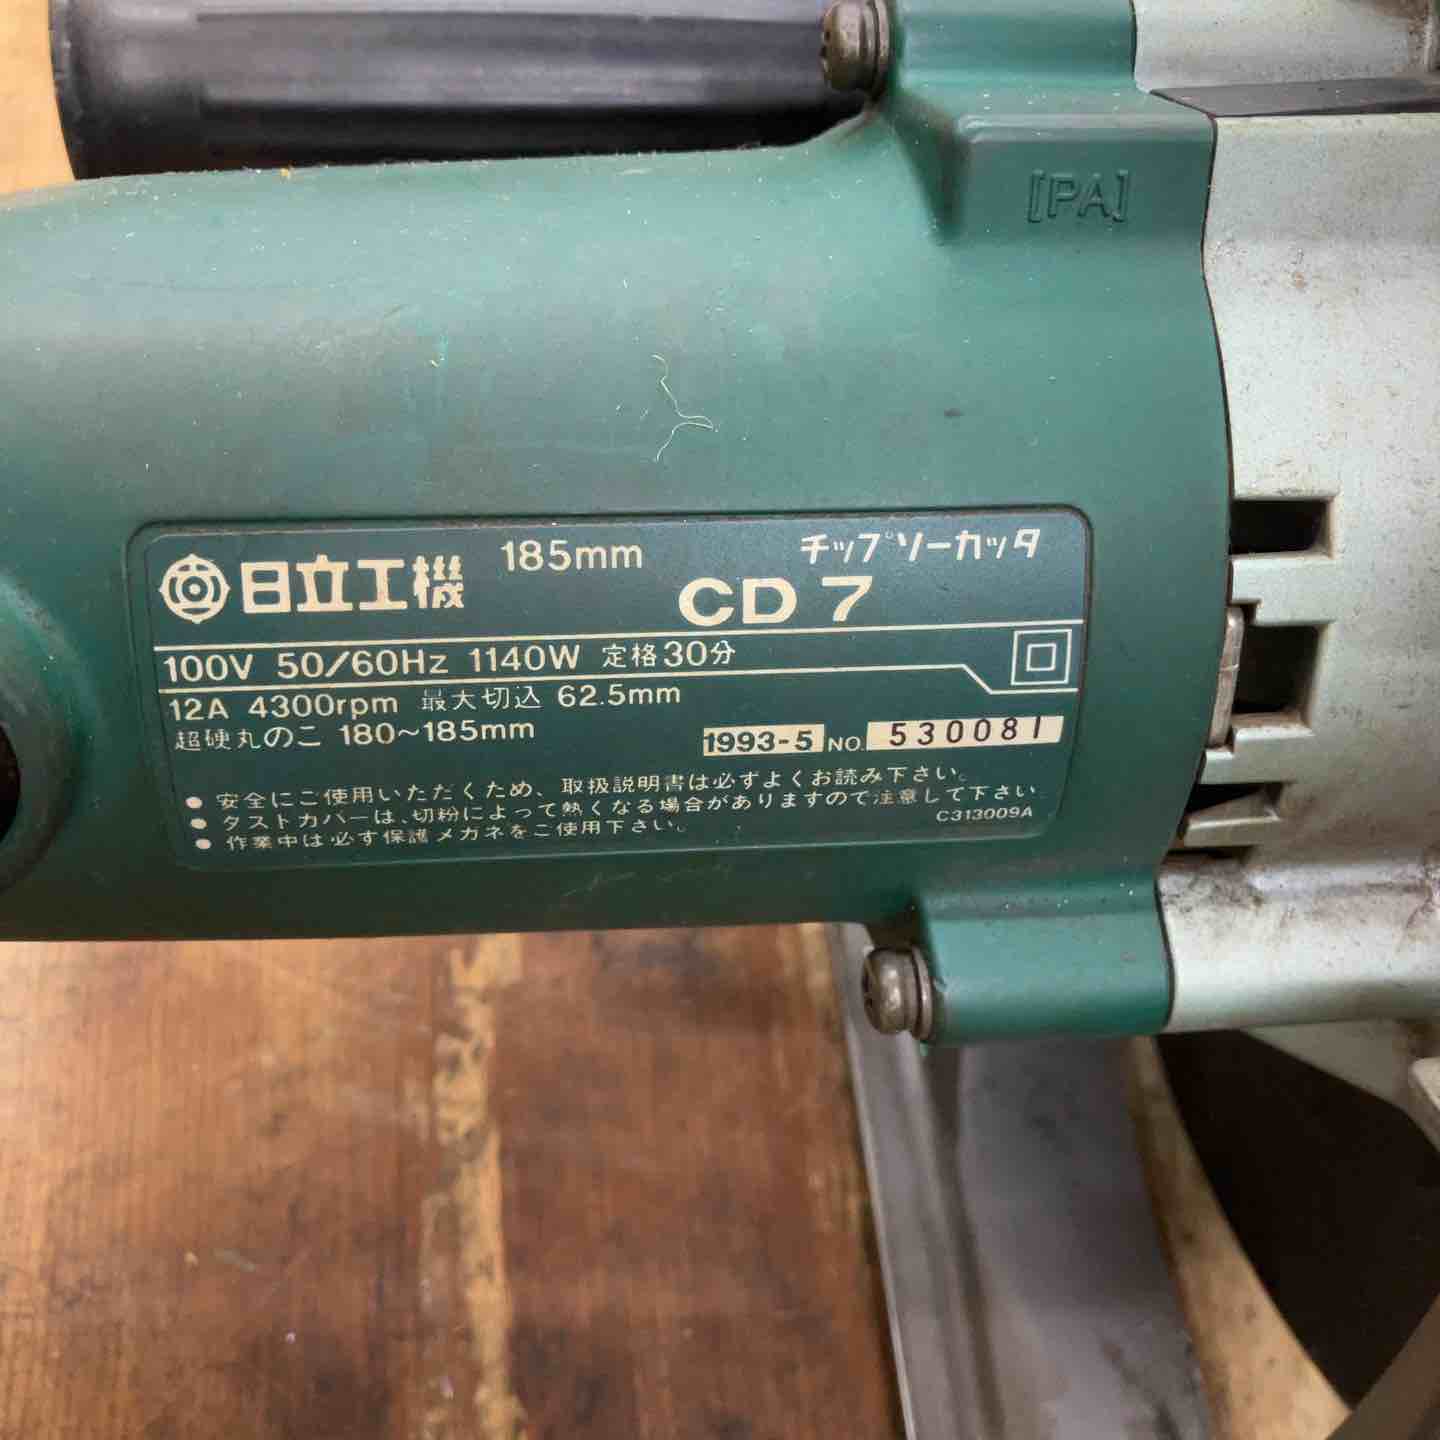 [PA]
日立工機 185mm チップソーカッタ
CD 7
100V 50/60Hz 1140W 定格30分
12A 4300rpm 最大切込 62.5mm
超硬丸のこ 180~185mm
1993-5 NO. 530081
● 安全にご使用いただくため、取扱説明書は必ずよくお読み下さい。
● ダストカバーは、切粉によって熱くなる場合がありますので注意して下さい
● 作業中は必ず保護メガネをご使用下さい。
C313009A